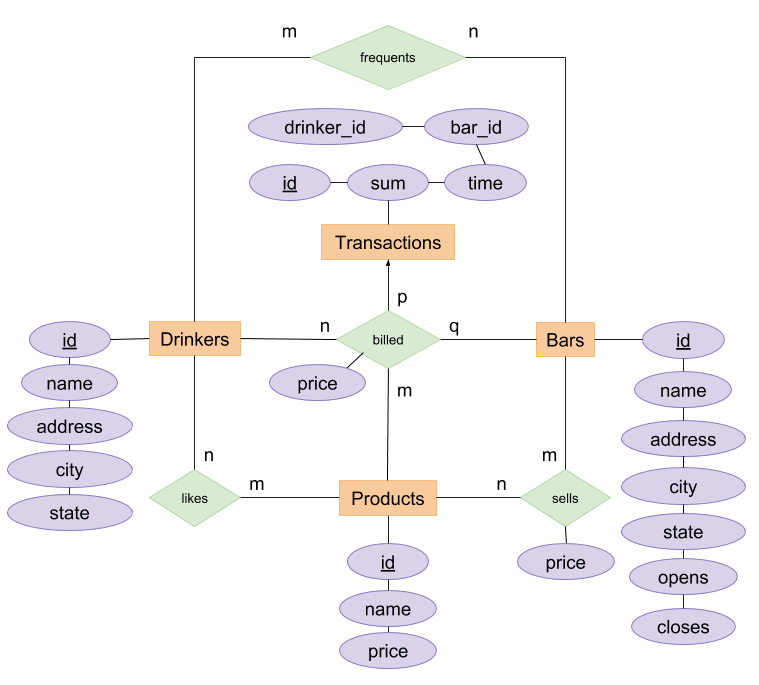 m
n
frequents
drinker_id
bar_id
id
sum
time
Transactions
p
n
q
id
Drinkers
billed
Bars
id
name
price
m
name
address
address
n
m
city
city
likes
m
Products
n
sells
state
state
id
price
opens
name
closes
price